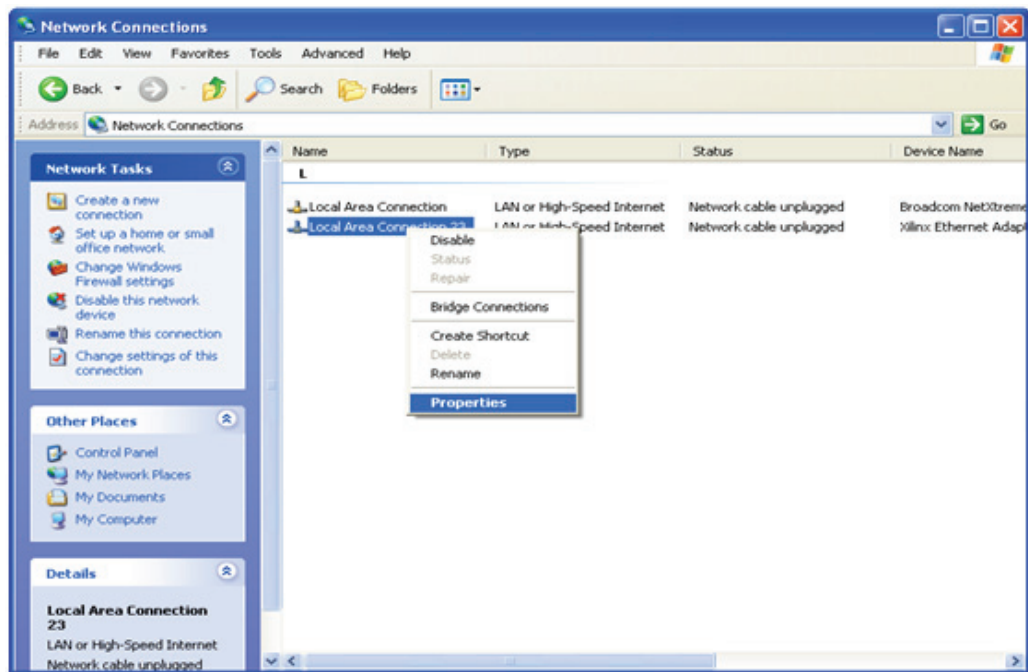 Network Connections
File Edit View Favorites Tools Advanced Help
Back Search Folders
Address Network Connections Go
Network Tasks
Create a new
connection
Set up a home or small
office network
Change Windows
Firewall settings
Disable this network
device
Rename this connection
Change settings of this
connection
Other Places
Control Panel
My Network Places
My Documents
My Computer
Details
Local Area Connection
23
LAN or High-Speed Internet
Network cable unplugged
Name Type Status Device Name
L
Local Area Connection LAN or High-Speed Internet Network cable unplugged Broadcom NetXtreme
Local Area Connection 23 LAN or High-Speed Internet Network cable unplugged Xilinx Ethernet Adap
Disable
Status
Repair
Bridge Connections
Create Shortcut
Delete
Rename
Properties